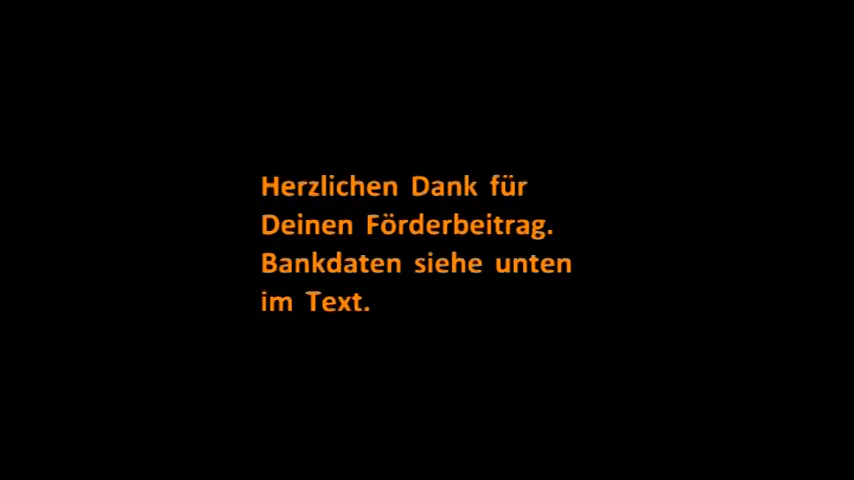 Herzlichen Dank für
Deinen Förderbeitrag.
Bankdaten siehe unten
im Text.